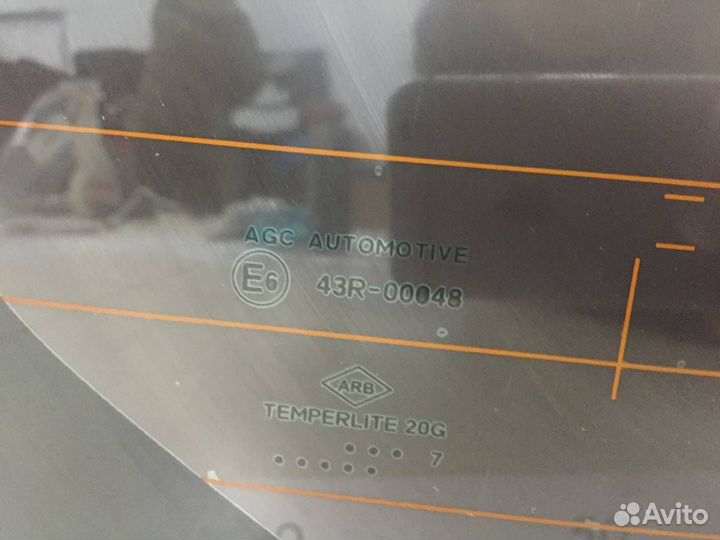 AGC AUTOMOTIVE
E6 43R-00048
ARB
TEMPERLITE 20G
••• 7
•••••
Avito